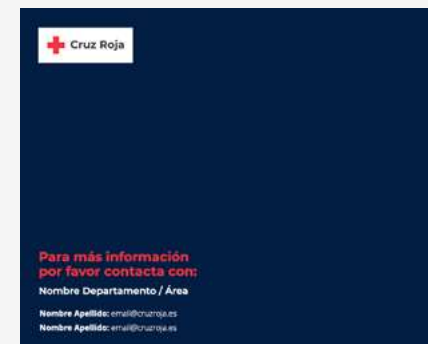 Cruz Roja
Para más información
por favor contacta con:
Nombre Departamento / Área
Nombre Apellido: email@cruzroja.es
Nombre Apellido: email@cruzroja.es